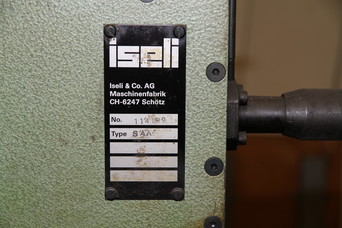 iseli
Iseli & Co. AG
Maschinenfabrik
CH-6247 Schötz
No.
Type